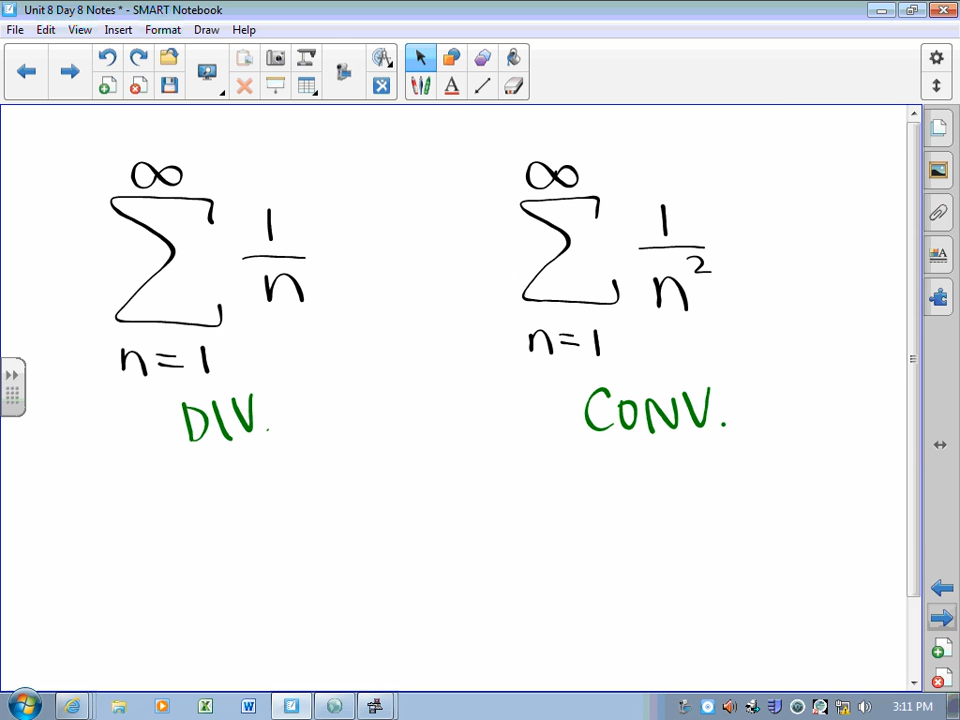 Unit 8 Day 8 Notes * - SMART Notebook
File Edit View Insert Format Draw Help
∞ ∞
∑ 1/n ∑ 1/n²
n=1 n=1
DIV. CONV.
3:11 PM